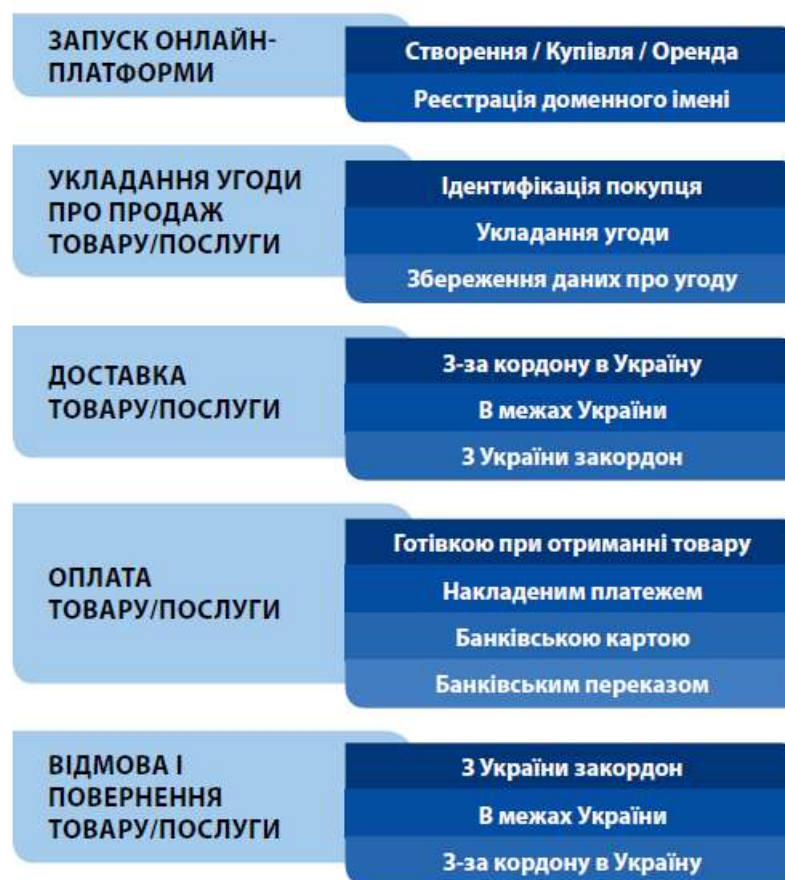 ЗАПУСК ОНЛАЙН-
ПЛАТФОРМИ
Створення / Купівля / Оренда
Реєстрація доменного імені
УКЛАДАННЯ УГОДИ
ПРО ПРОДАЖ
ТОВАРУ/ПОСЛУГИ
Ідентифікація покупця
Укладання угоди
Збереження даних про угоду
ДОСТАВКА
ТОВАРУ/ПОСЛУГИ
З-за кордону в Україну
В межах України
З України закордон
ОПЛАТА
ТОВАРУ/ПОСЛУГИ
Готівкою при отриманні товару
Накладеним платежем
Банківською картою
Банківським переказом
ВІДМОВА І
ПОВЕРНЕННЯ
ТОВАРУ/ПОСЛУГИ
З України закордон
В межах України
З-за кордону в Україну